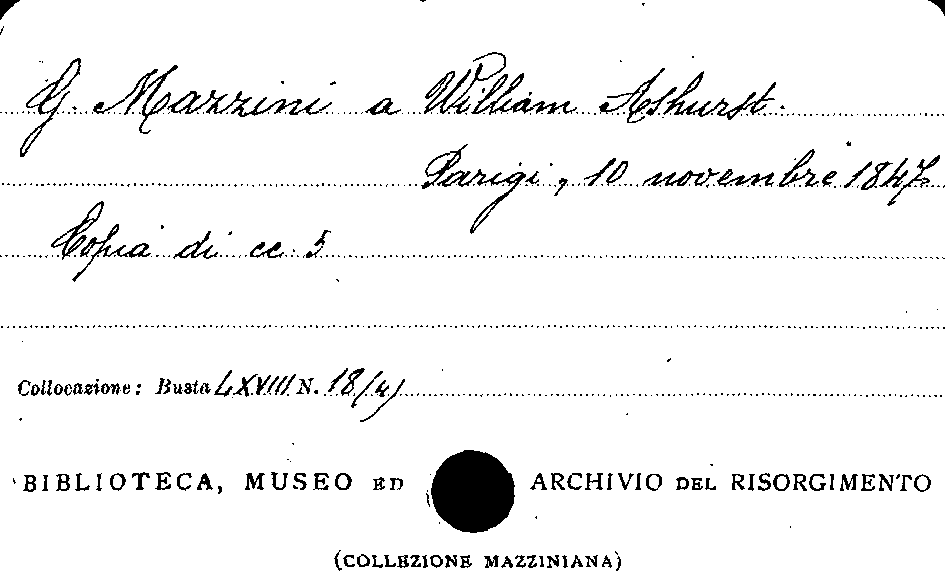 G. Mazzini a William Ashurst.
Parigi, 10 novembre 1847
Copia di cc. 5
Collocazione: Busta LXVIII N. 18/4)
BIBLIOTECA, MUSEO ED ARCHIVIO DEL RISORGIMENTO
(COLLEZIONE MAZZINIANA)